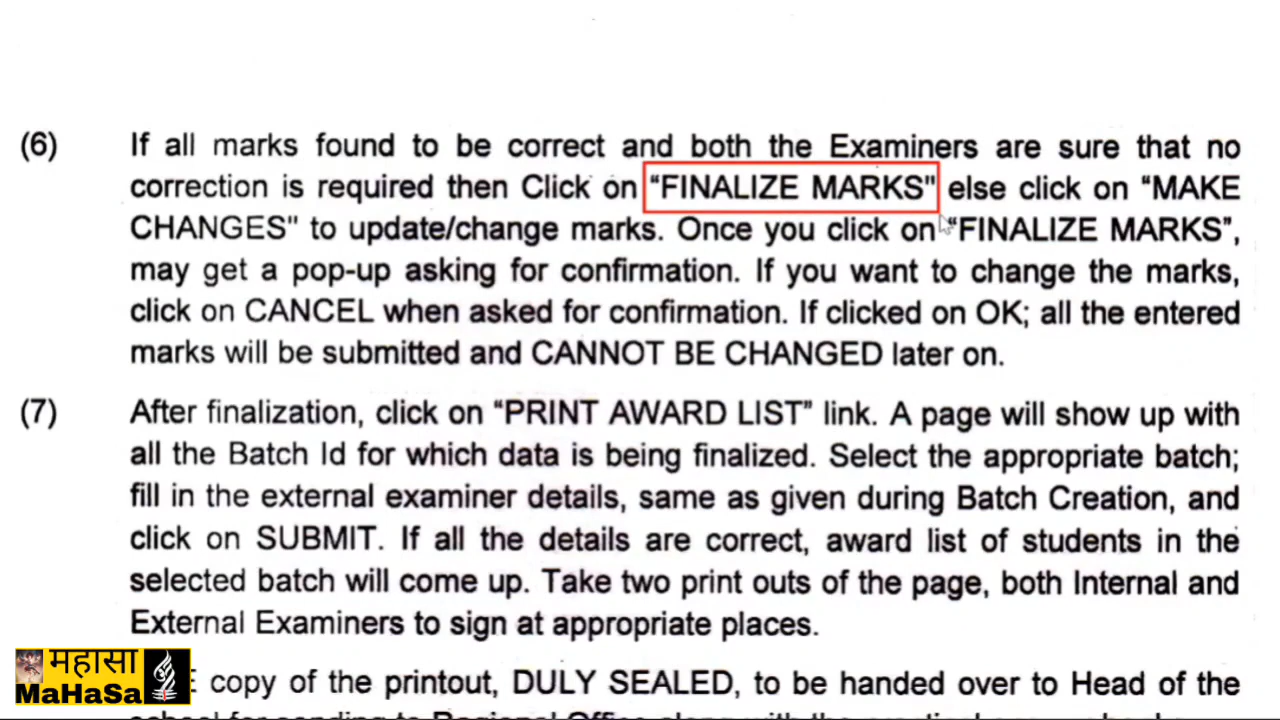 (6) If all marks found to be correct and both the Examiners are sure that no
correction is required then Click on “FINALIZE MARKS” else click on “MAKE
CHANGES” to update/change marks. Once you click on “FINALIZE MARKS”,
may get a pop-up asking for confirmation. If you want to change the marks,
click on CANCEL when asked for confirmation. If clicked on OK; all the entered
marks will be submitted and CANNOT BE CHANGED later on.
(7) After finalization, click on “PRINT AWARD LIST” link. A page will show up with
all the Batch Id for which data is being finalized. Select the appropriate batch;
fill in the external examiner details, same as given during Batch Creation, and
click on SUBMIT. If all the details are correct, award list of students in the
selected batch will come up. Take two print outs of the page, both Internal and
External Examiners to sign at appropriate places.
copy of the printout, DULY SEALED, to be handed over to Head of the
महासा
MaHaSa